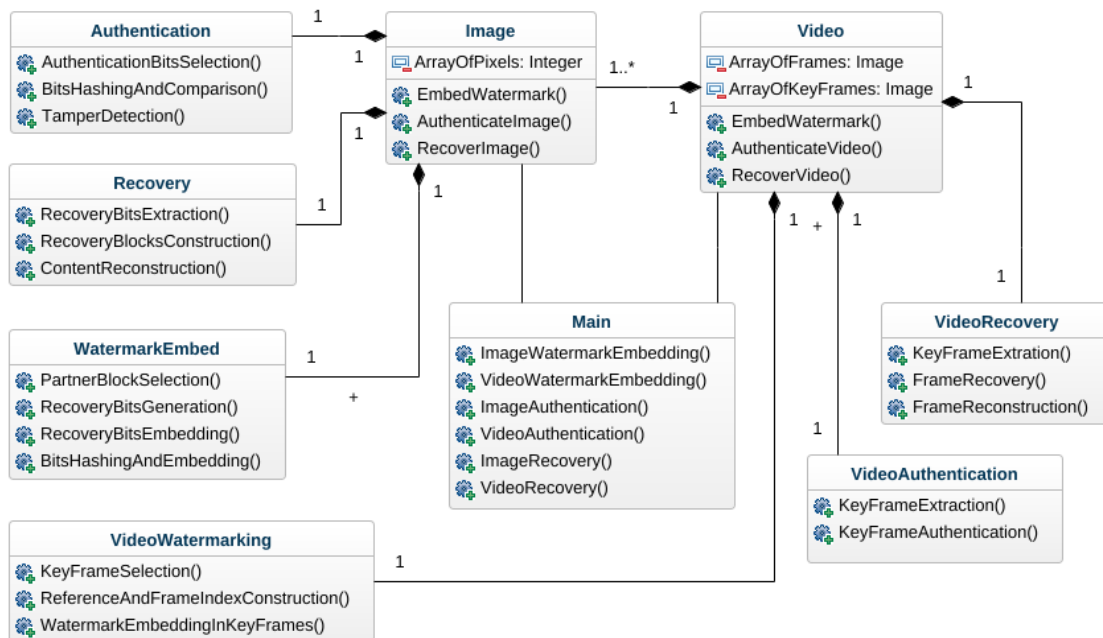 Authentication
AuthenticationBitsSelection()
BitsHashingAndComparison()
TamperDetection()
1
1
Image
ArrayOfPixels: Integer
EmbedWatermark()
AuthenticateImage()
RecoverImage()
1..*
1
Video
ArrayOfFrames: Image
ArrayOfKeyFrames: Image
EmbedWatermark()
AuthenticateVideo()
RecoverVideo()
1
1
1
1
1
+
1
1
Recovery
RecoveryBitsExtraction()
RecoveryBlocksConstruction()
ContentReconstruction()
WatermarkEmbed
PartnerBlockSelection()
RecoveryBitsGeneration()
RecoveryBitsEmbedding()
BitsHashingAndEmbedding()
1
+
Main
ImageWatermarkEmbedding()
VideoWatermarkEmbedding()
ImageAuthentication()
VideoAuthentication()
ImageRecovery()
VideoRecovery()
VideoRecovery
KeyFrameExtration()
FrameRecovery()
FrameReconstruction()
1
VideoAuthentication
KeyFrameExtraction()
KeyFrameAuthentication()
VideoWatermarking
KeyFrameSelection()
ReferenceAndFrameIndexConstruction()
WatermarkEmbeddingInKeyFrames()
1